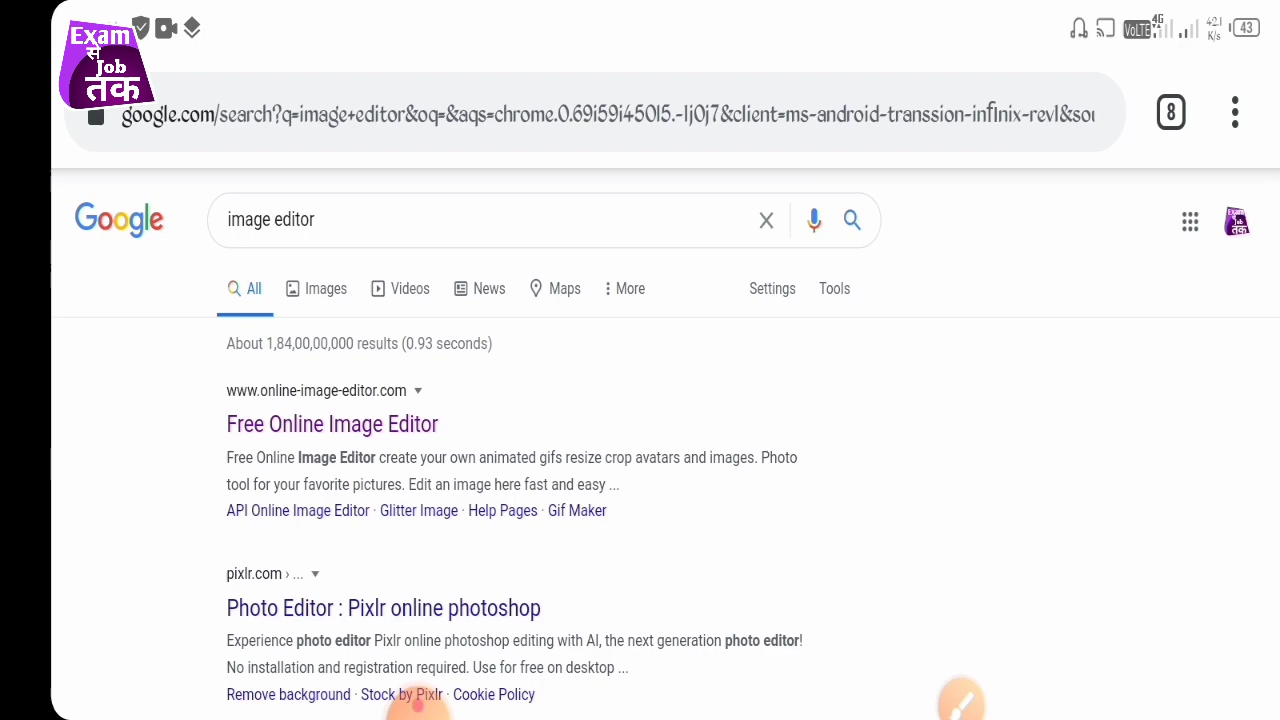 Exam
से
Job
तक
VoLTE 4G 42.1 K/s 43
google.com/search?q=image+editor&oq=&aqs=chrome.0.69i59i450l5.-1j0j7&client=ms-android-transsion-infinix-rev1&sou
8
Google image editor
All Images Videos News Maps More Settings Tools
About 1,84,00,00,000 results (0.93 seconds)
www.online-image-editor.com
Free Online Image Editor
Free Online Image Editor create your own animated gifs resize crop avatars and images. Photo
tool for your favorite pictures. Edit an image here fast and easy ...
API Online Image Editor · Glitter Image · Help Pages · Gif Maker
pixlr.com › ...
Photo Editor : Pixlr online photoshop
Experience photo editor Pixlr online photoshop editing with AI, the next generation photo editor!
No installation and registration required. Use for free on desktop ...
Remove background · Stock by Pixlr · Cookie Policy